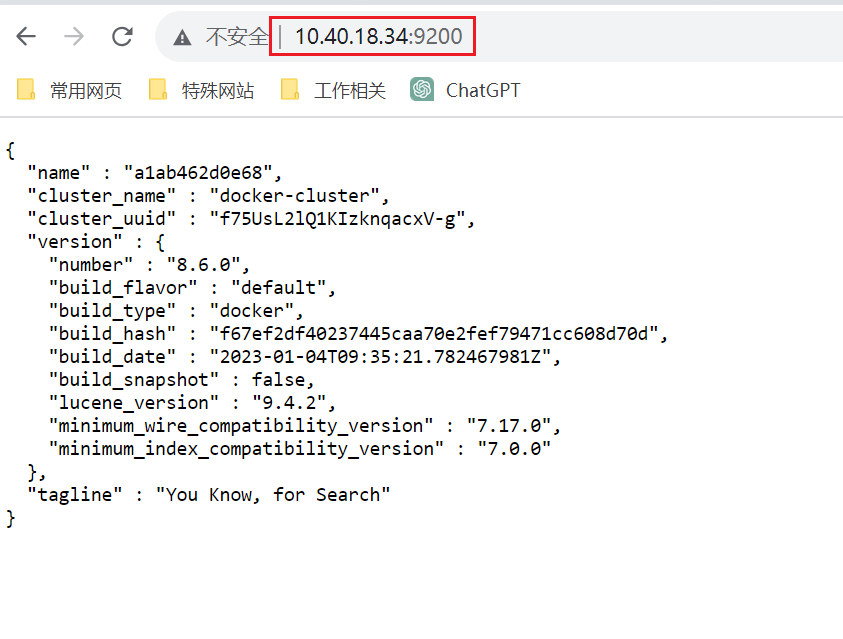 不安全 | 10.40.18.34:9200
常用网页 特殊网站 工作相关 ChatGPT
{
  "name" : "a1ab462d0e68",
  "cluster_name" : "docker-cluster",
  "cluster_uuid" : "f75UsL2lQ1KIzknqacxV-g",
  "version" : {
    "number" : "8.6.0",
    "build_flavor" : "default",
    "build_type" : "docker",
    "build_hash" : "f67ef2df40237445caa70e2fef79471cc608d70d",
    "build_date" : "2023-01-04T09:35:21.782467981Z",
    "build_snapshot" : false,
    "lucene_version" : "9.4.2",
    "minimum_wire_compatibility_version" : "7.17.0",
    "minimum_index_compatibility_version" : "7.0.0"
  },
  "tagline" : "You Know, for Search"
}